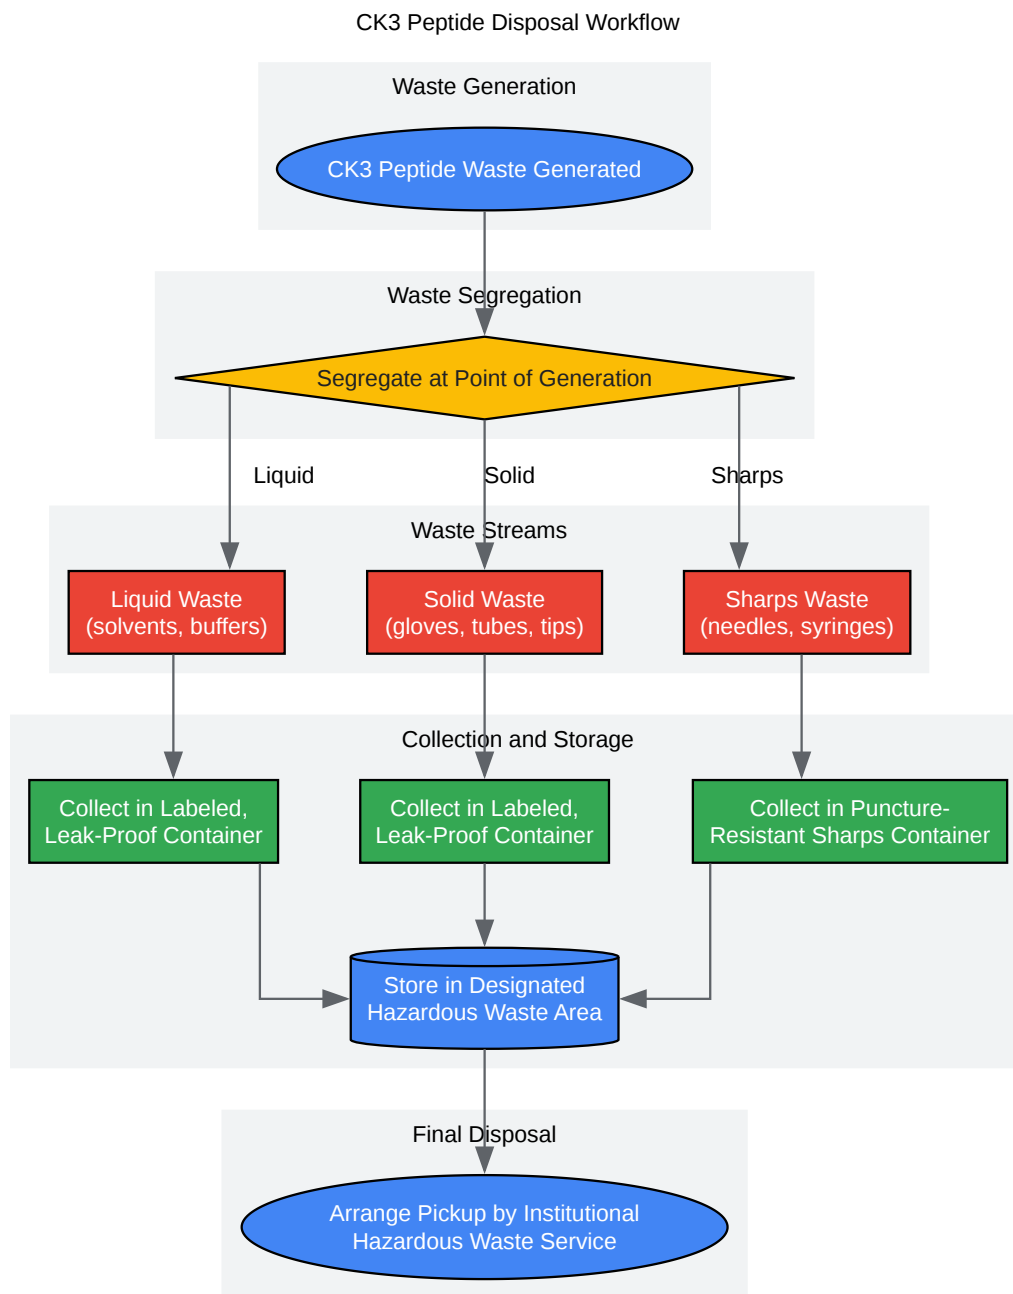 CK3 Peptide Disposal Workflow
Waste Generation
CK3 Peptide Waste Generated
Waste Segregation
Segregate at Point of Generation
Liquid
Solid
Sharps
Waste Streams
Liquid Waste
(solvents, buffers)
Solid Waste
(gloves, tubes, tips)
Sharps Waste
(needles, syringes)
Collection and Storage
Collect in Labeled,
Leak-Proof Container
Collect in Labeled,
Leak-Proof Container
Collect in Puncture-
Resistant Sharps Container
Store in Designated
Hazardous Waste Area
Final Disposal
Arrange Pickup by Institutional
Hazardous Waste Service